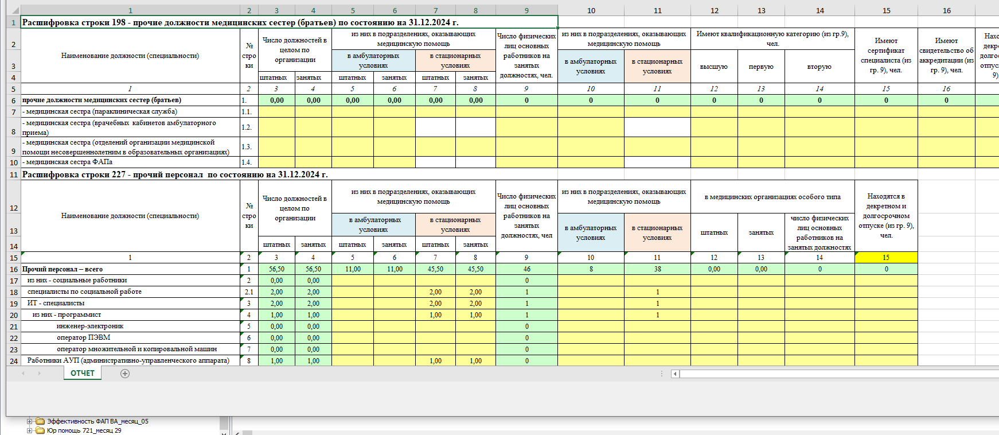 1 2 3 4 5 6 7 8 9 10 11 12 13 14 15 16
1 Расшифровка строки 198 - прочие должности медицинских сестер (братьев) по состоянию на 31.12.2024 г.
2
3
4
Наименование должности (специальности)
№
стро
ки
Число должностей в
целом по
организации
штатных занятых
из них в подразделениях, оказывающих
медицинскую помощь
в амбулаторных
условиях
в стационарных
условиях
штатных занятых штатных занятых
Число физических
лиц основных
работников на
занятых
должностях, чел.
из них в подразделениях, оказывающих
медицинскую помощь
в амбулаторных
условиях
в стационарных
условиях
Имеют квалификационную категорию (из гр.9),
чел.
высшую первую вторую
Имеют
сертификат
специалиста (из
гр. 9), чел.
Имеют
свидетельство об
аккредитации (из
гр. 9), чел.
Нахо
декре
долгос
отпус
9)
5 1 2 3 4 5 6 7 8 9 10 11 12 13 14 15 16
6 прочие должности медицинских сестер (братьев) 1. 0,00 0,00 0,00 0,00 0,00 0,00 0 0 0 0 0 0 0 0
7 - медицинская сестра (параклиническая служба) 1.1.
8 - медицинская сестра (врачебных кабинетов амбулаторного
приема) 1.2.
9 - медицинская сестра (отделений организации медицинской
помощи несовершеннолетним в образовательных организациях) 1.3.
10 - медицинская сестра ФАПа 1.4.
11 Расшифровка строки 227 - прочий персонал по состоянию на 31.12.2024 г.
12
13
14
Наименование должности (специальности)
№
стро
ки
Число должностей в
целом по
организации
штатных занятых
из них в подразделениях, оказывающих
медицинскую помощь
в амбулаторных
условиях
в стационарных
условиях
штатных занятых штатных занятых
Число физических
лиц основных
работников на
занятых
должностях, чел
из них в подразделениях, оказывающих
медицинскую помощь
в амбулаторных
условиях
в стационарных
условиях
в медицинских организациях особого типа
штатных занятых
число физических
лиц основных
работников на
занятых должностях
Находятся в
декретном и
долгосрочном
отпуске (из гр. 9),
чел.
15 1 2 3 4 5 6 7 8 9 10 11 12 13 14 15
16 Прочий персонал – всего 1 56,50 56,50 11,00 11,00 45,50 45,50 46 8 38 0,00 0,00 0 0
17 из них - социальные работники 2 0,00 0,00 0
18 специалисты по социальной работе 2.1 2,00 2,00 2,00 2,00 1 1
19 ИТ - специалисты 3 2,00 2,00 2,00 2,00 1 1
20 из них - программист 4 1,00 1,00 1,00 1,00 1 1
21 инженер-электроник 5 0,00 0,00 0
22 оператор ПЭВМ 6 0,00 0,00 0
23 оператор множительной и копировальной машин 7 0,00 0,00 0
24 Работники АУП (административно-управленческого аппарата) 8 1,00 1,00 1,00 1,00 0
ОТЧЕТ
Эффективность ФАП ВА_месяц_05
Юр помощь 721_месяц 29